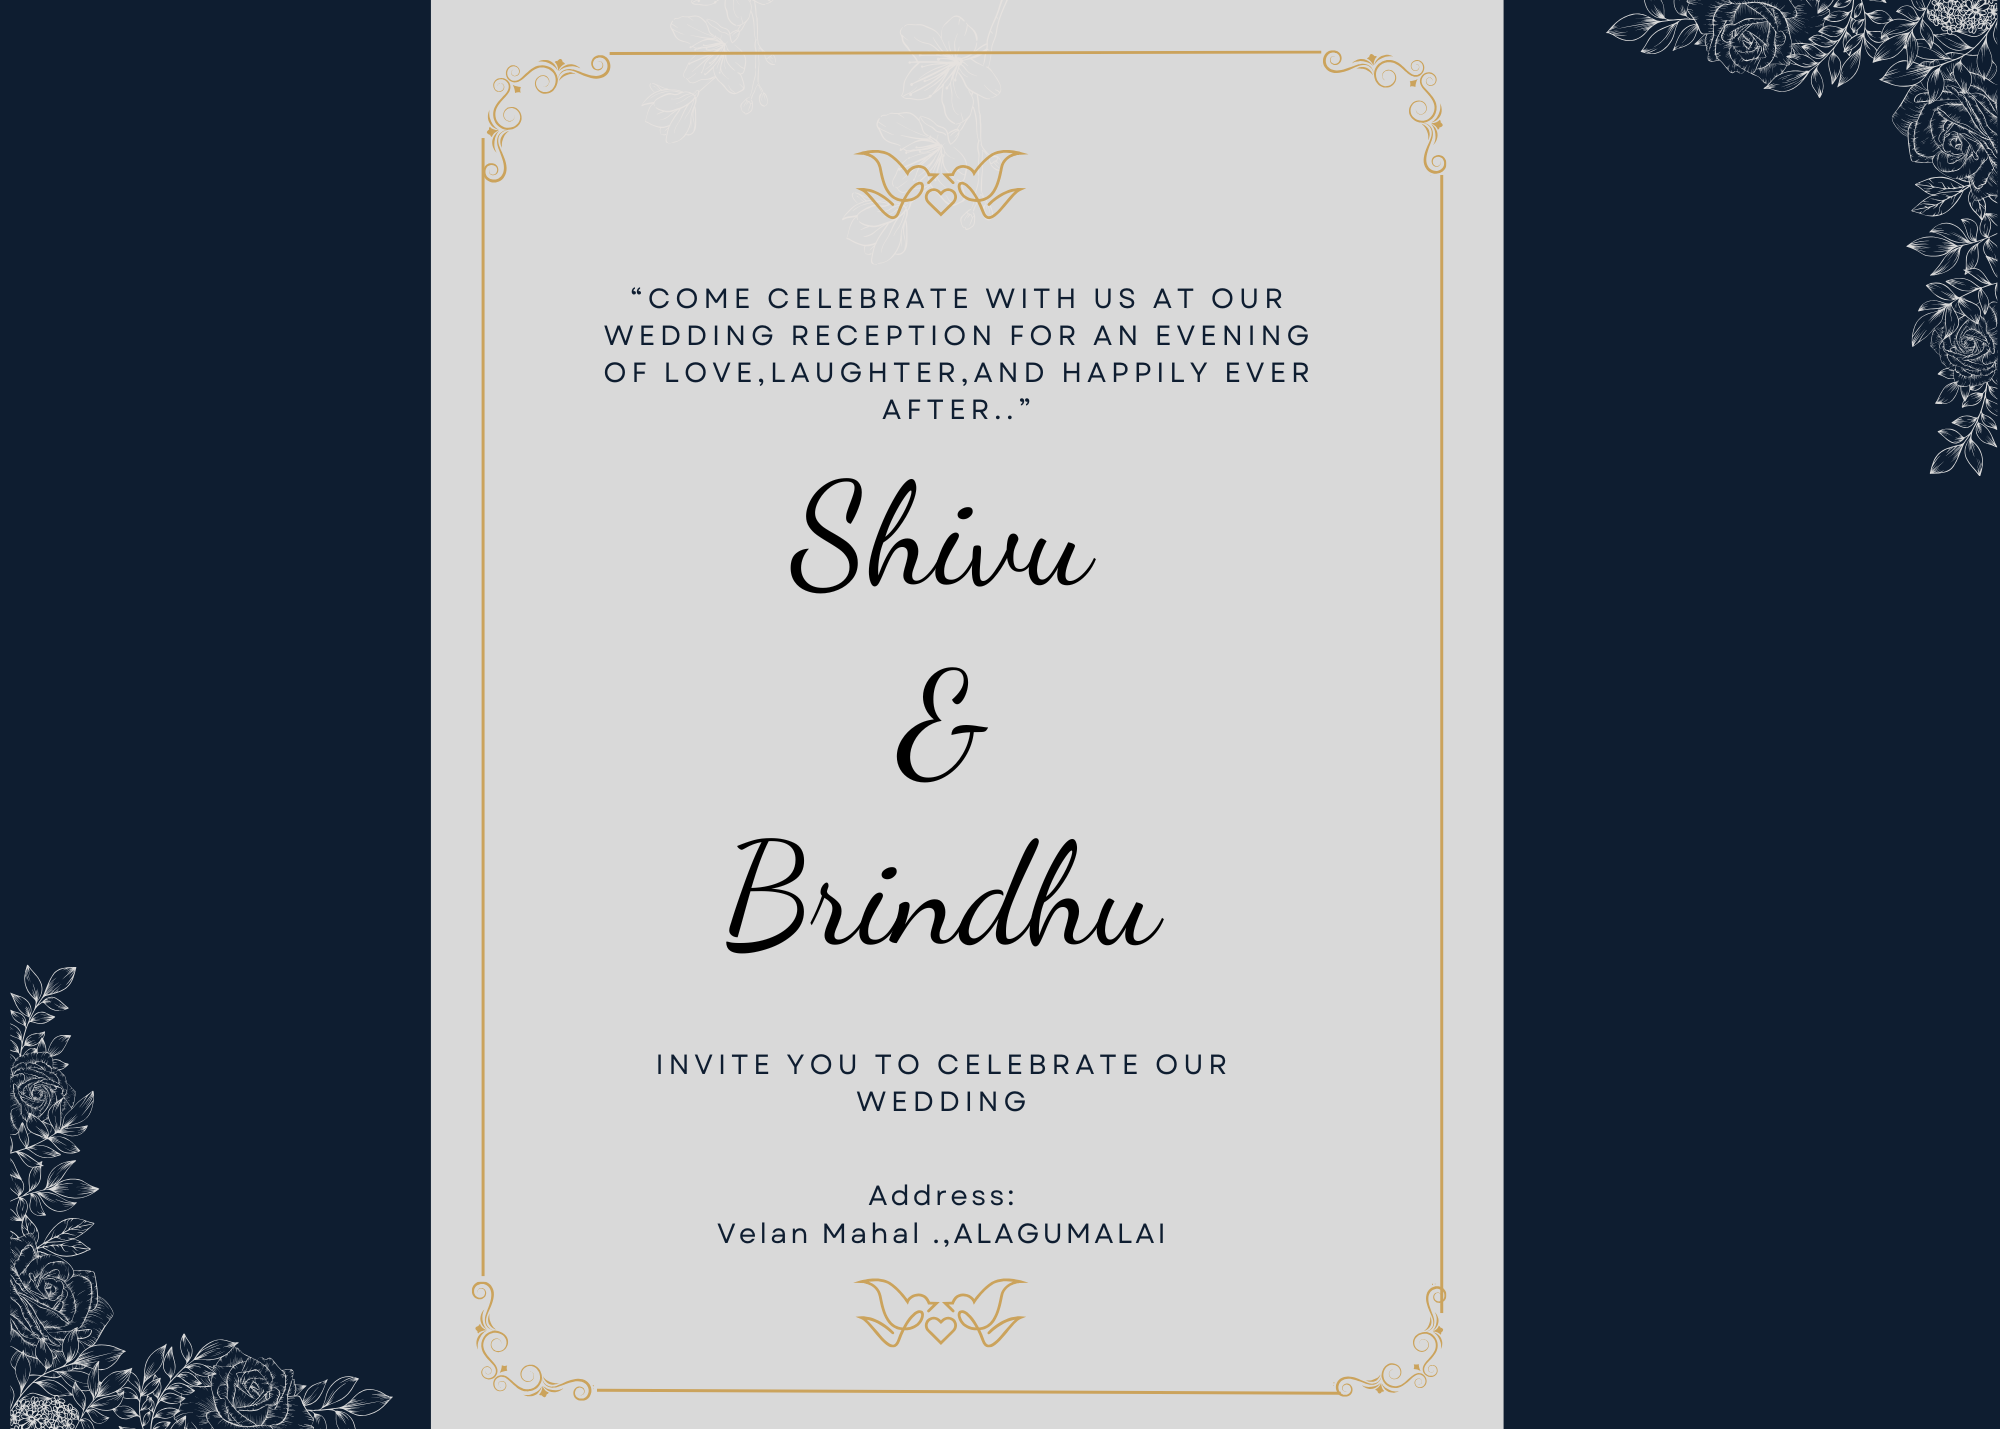 “COME CELEBRATE WITH US AT OUR
WEDDING RECEPTION FOR AN EVENING
OF LOVE,LAUGHTER,AND HAPPILY EVER
AFTER..”
Shivu
&
Brindhu
INVITE YOU TO CELEBRATE OUR
WEDDING
Address:
Velan Mahal .,ALAGUMALAI